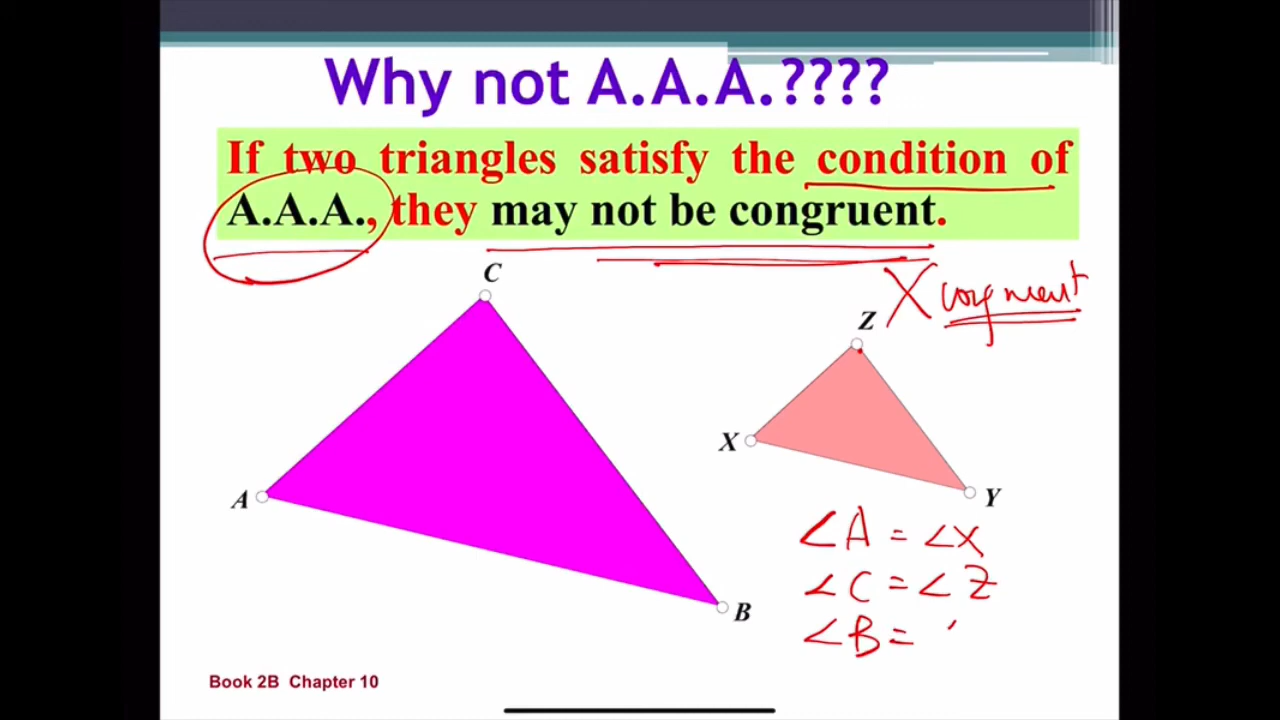 Why not A.A.A.????
If two triangles satisfy the condition of
A.A.A., they may not be congruent.
C
X congruent
Z
X
A
Y
∠A = ∠X
∠C = ∠Z
B
∠B =
Book 2B Chapter 10